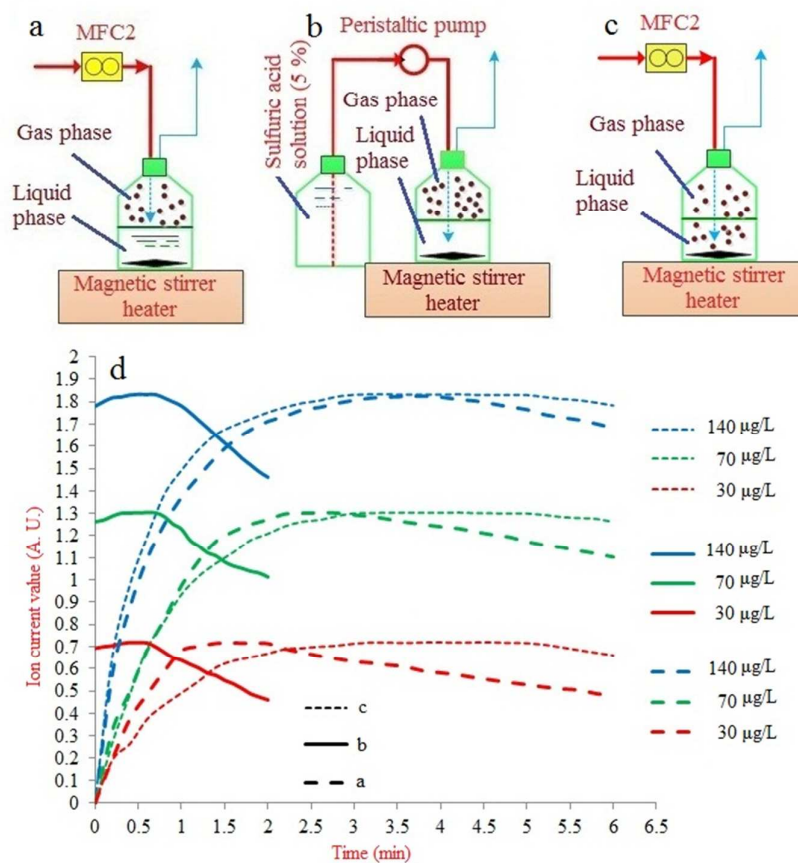 a
MFC2
Gas phase
Liquid
phase
Magnetic stirrer
heater
b
Peristaltic pump
Sulfuric acid
solution (5 %)
Gas phase
Liquid
phase
Magnetic stirrer
heater
c
MFC2
Gas phase
Liquid
phase
Magnetic stirrer
heater
d
Ion current value (A. U.)
2
1.9
1.8
1.7
1.6
1.5
1.4
1.3
1.2
1.1
1
0.9
0.8
0.7
0.6
0.5
0.4
0.3
0.2
0.1
0
0 0.5 1 1.5 2 2.5 3 3.5 4 4.5 5 5.5 6 6.5
Time (min)
c
b
a
140 µg/L
70 µg/L
30 µg/L
140 µg/L
70 µg/L
30 µg/L
140 µg/L
70 µg/L
30 µg/L